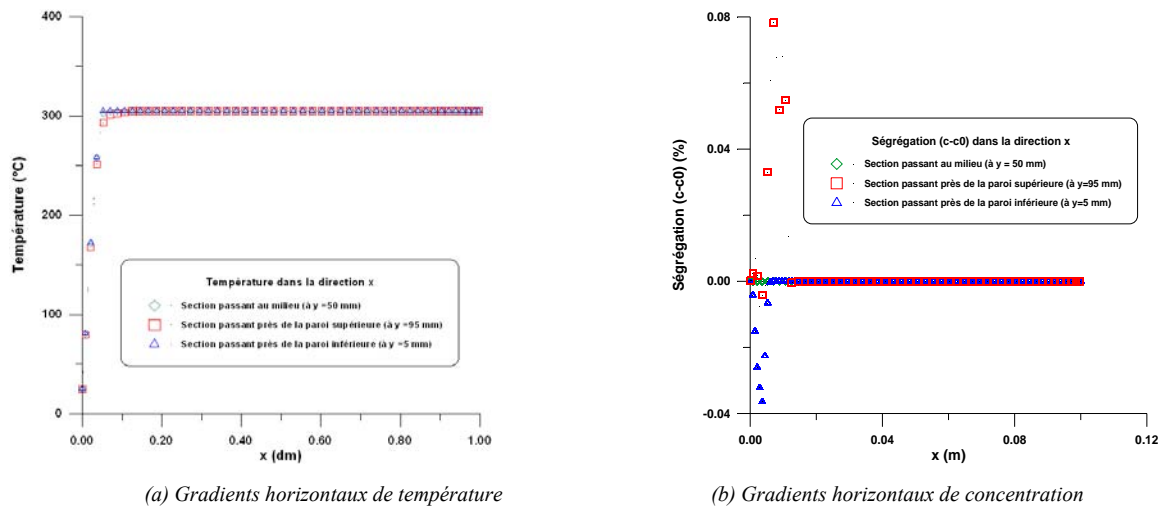 400
300
200
100
0
Température (°C)
Température dans la direction x
Section passant au milieu (à y =50 mm)
Section passant près de la paroi supérieure (à y =95 mm)
Section passant près de la paroi inférieure (à y =5 mm)
0.00 0.20 0.40 0.60 0.80 1.00
x (dm)
(a) Gradients horizontaux de température
0.08
0.04
0.00
-0.04
Ségrégation (c-c0) (%)
Ségrégation (c-c0) dans la direction x
Section passant au milieu (à y = 50 mm)
Section passant près de la paroi supérieure (à y=95 mm)
Section passant près de la paroi inférieure (à y=5 mm)
0.00 0.04 0.08 0.12
x (m)
(b) Gradients horizontaux de concentration